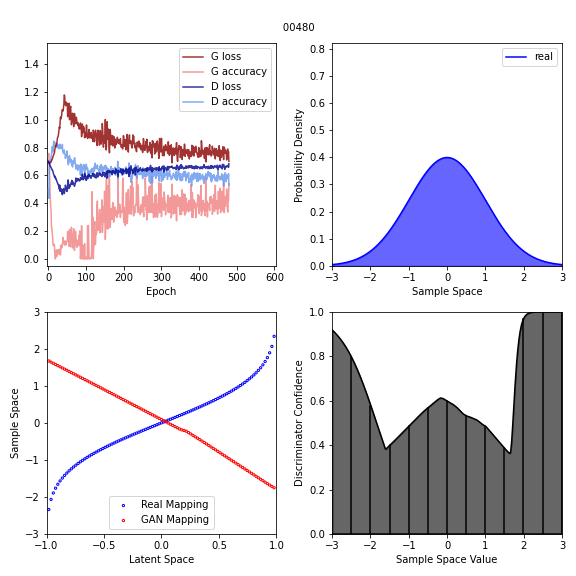 00480
1.4
1.2
1.0
0.8
0.6
0.4
0.2
0.0
0 100 200 300 400 500 600
Epoch
G loss
G accuracy
D loss
D accuracy
Probability Density
0.8
0.7
0.6
0.5
0.4
0.3
0.2
0.1
0.0
−3 −2 −1 0 1 2 3
Sample Space
real
Sample Space
3
2
1
0
−1
−2
−3
−1.0 −0.5 0.0 0.5 1.0
Latent Space
Real Mapping
GAN Mapping
Discriminator Confidence
1.0
0.8
0.6
0.4
0.2
0.0
−3 −2 −1 0 1 2 3
Sample Space Value